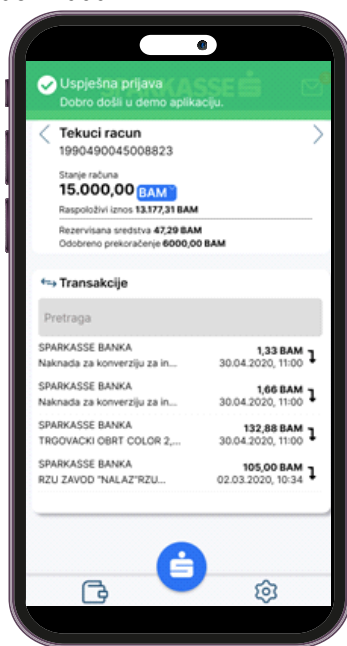 Uspješna prijava
Dobro došli u demo aplikaciju.
SPARKASSE
Tekuci racun
1990490045008823
Stanje računa
15.000,00 BAM
Raspoloživi iznos 13.177,31 BAM
Rezervisana sredstva 47,29 BAM
Odobreno prekoračenje 6000,00 BAM
Transakcije
Pretraga
SPARKASSE BANKA
1,33 BAM
Naknada za konverziju za in...
30.04.2020, 11:00
SPARKASSE BANKA
1,66 BAM
Naknada za konverziju za in...
30.04.2020, 11:00
SPARKASSE BANKA
132,88 BAM
TRGOVACKI OBRT COLOR 2,...
30.04.2020, 11:00
SPARKASSE BANKA
105,00 BAM
RZU ZAVOD "NALAZ"RZU...
02.03.2020, 10:34